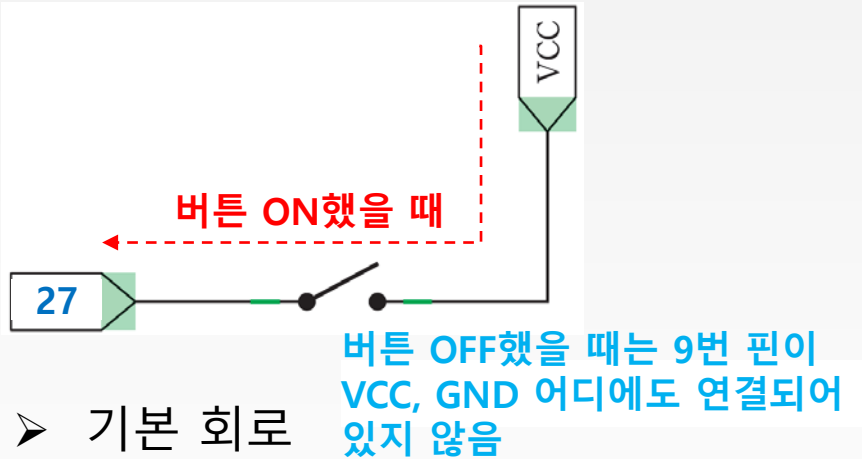 VCC
버튼 ON했을 때
27
버튼 OFF했을 때는 9번 핀이
VCC, GND 어디에도 연결되어
있지 않음
➢ 기본 회로